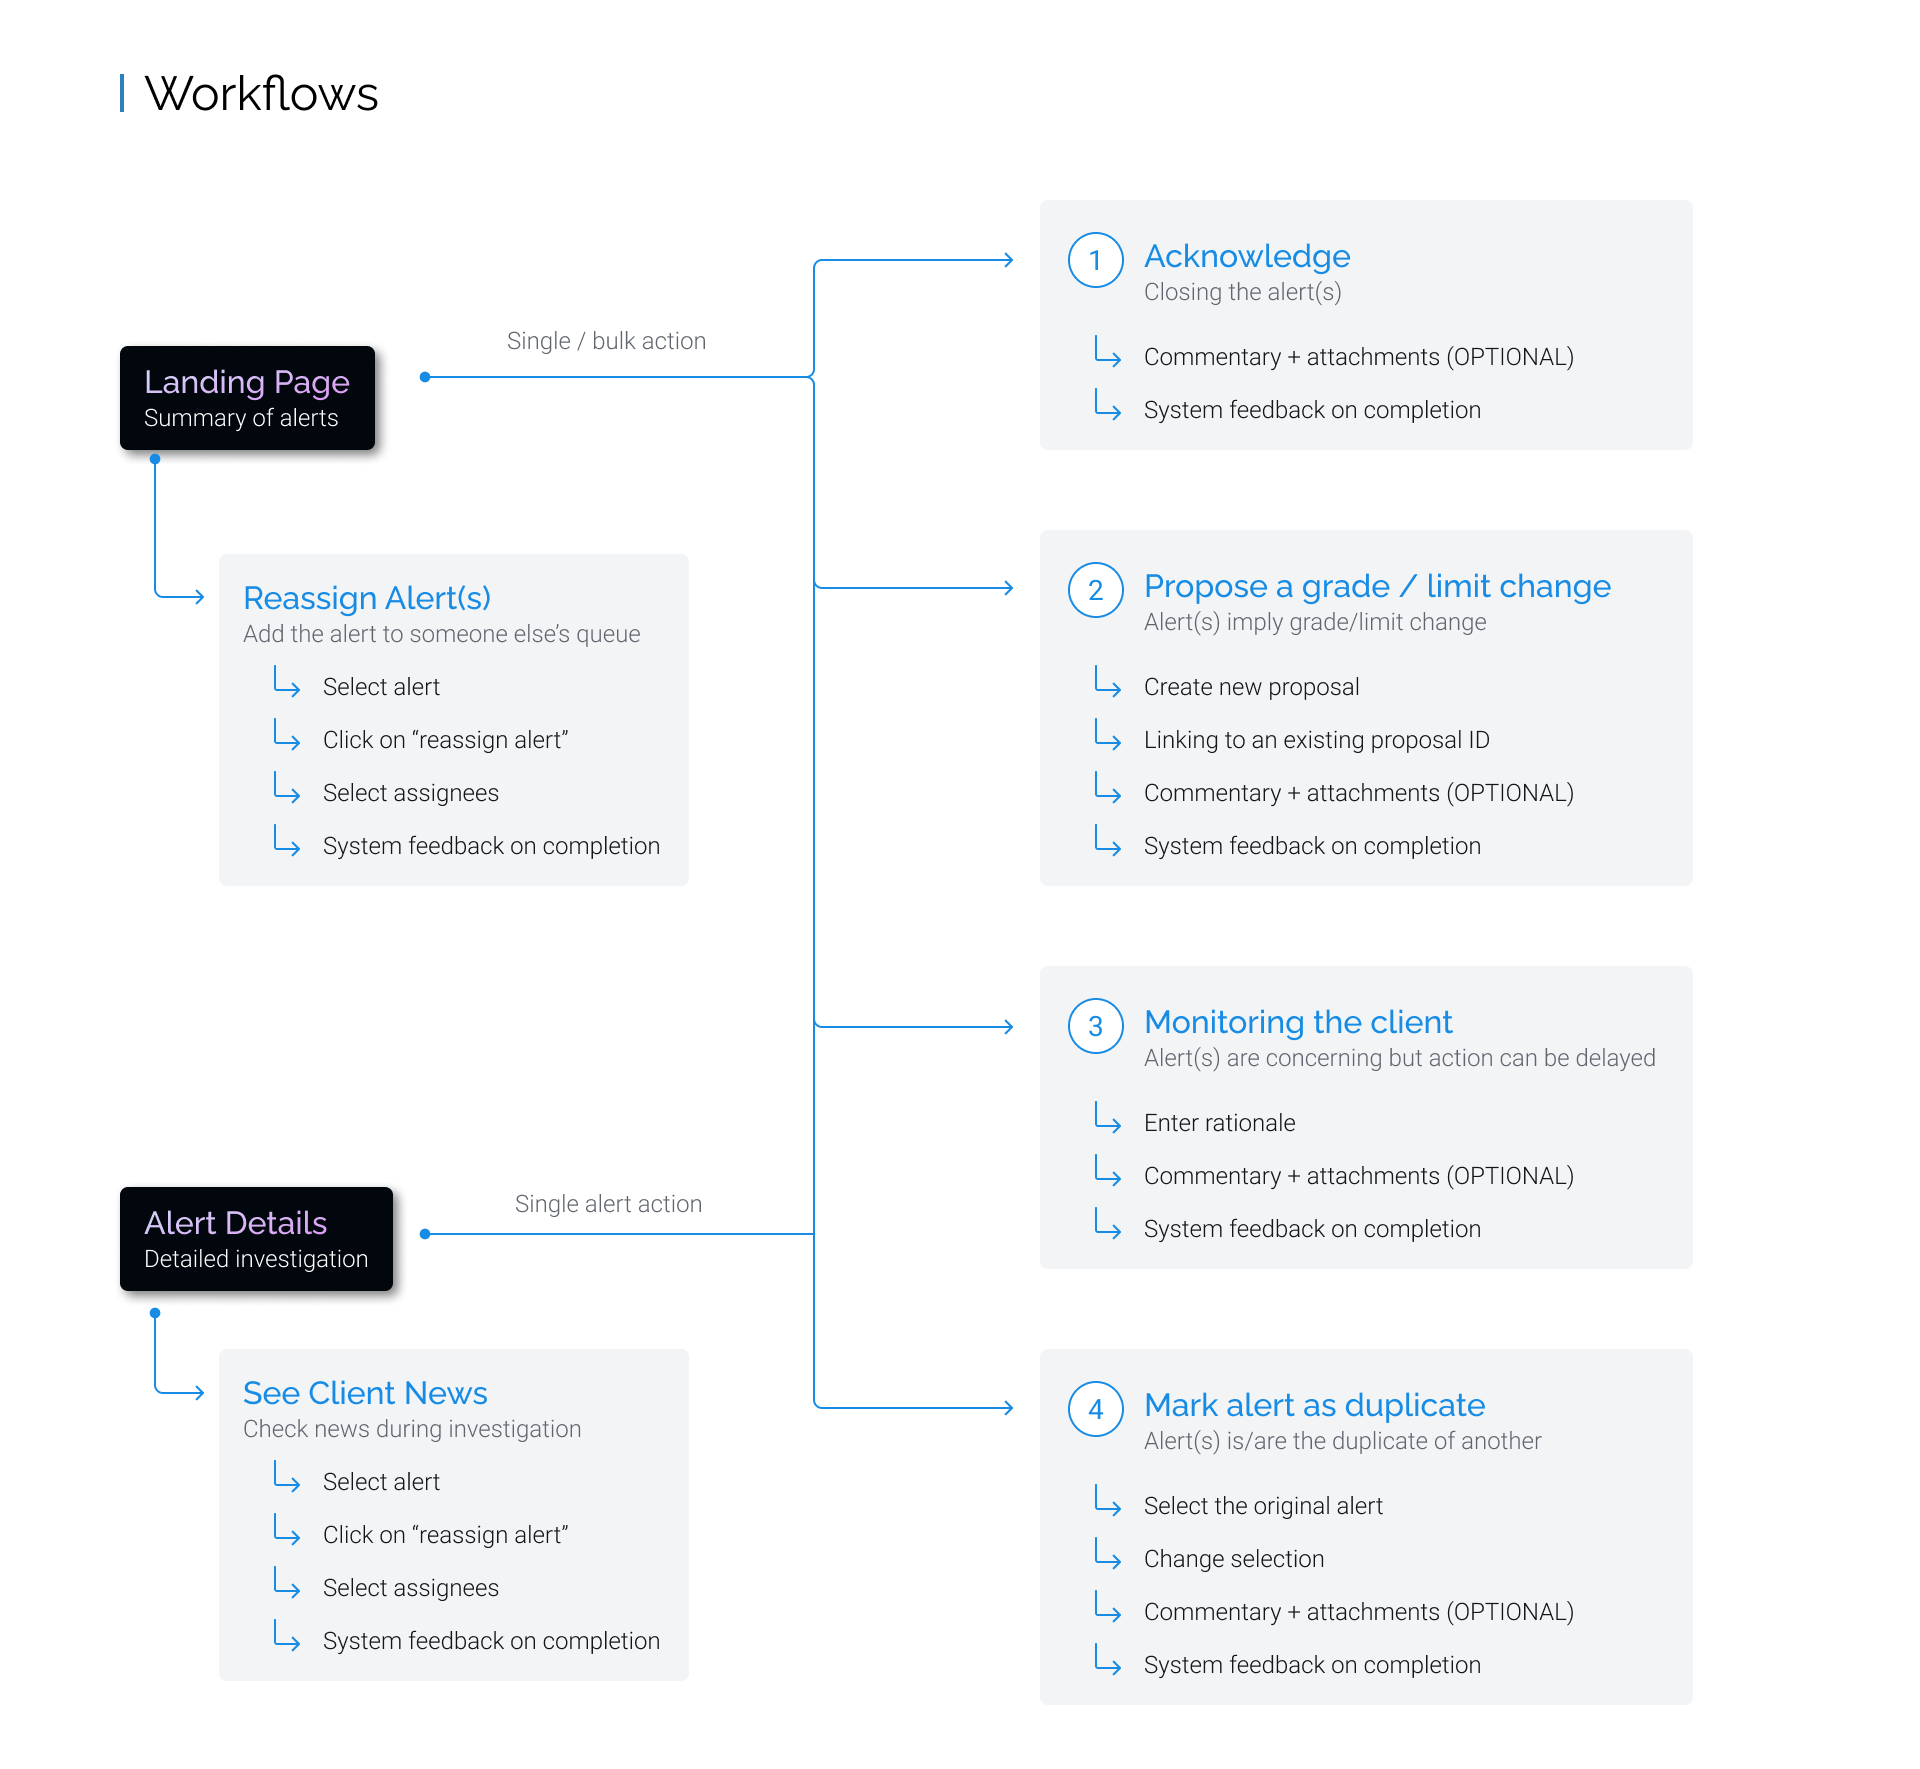 Workflows
Landing Page
Summary of alerts
Single / bulk action
Reassign Alert(s)
Add the alert to someone else’s queue
Select alert
Click on “reassign alert”
Select assignees
System feedback on completion
Alert Details
Detailed investigation
Single alert action
See Client News
Check news during investigation
Select alert
Click on “reassign alert”
Select assignees
System feedback on completion
1
Acknowledge
Closing the alert(s)
Commentary + attachments (OPTIONAL)
System feedback on completion
2
Propose a grade / limit change
Alert(s) imply grade/limit change
Create new proposal
Linking to an existing proposal ID
Commentary + attachments (OPTIONAL)
System feedback on completion
3
Monitoring the client
Alert(s) are concerning but action can be delayed
Enter rationale
Commentary + attachments (OPTIONAL)
System feedback on completion
4
Mark alert as duplicate
Alert(s) is/are the duplicate of another
Select the original alert
Change selection
Commentary + attachments (OPTIONAL)
System feedback on completion